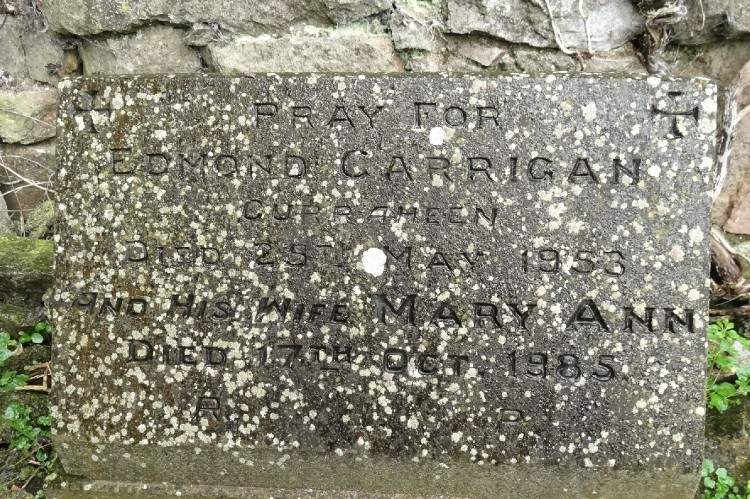 PRAY FOR
EDMOND CARRIGAN
CURRAHEEN
DIED 25TH MAY 1953
AND HIS WIFE MARY ANN
DIED 17TH OCT. 1985.
R. I. P.